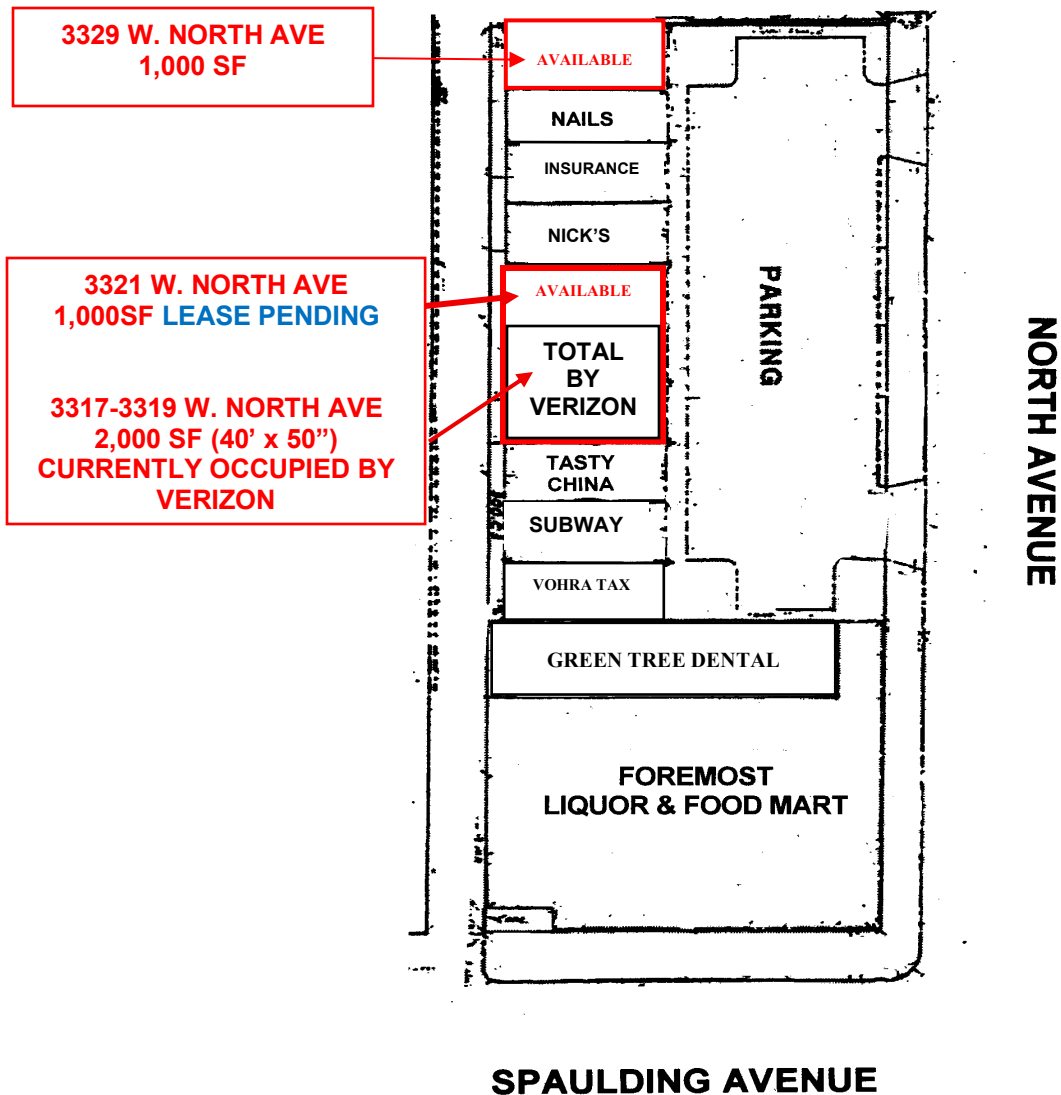 3329 W. NORTH AVE
1,000 SF
AVAILABLE
NAILS
INSURANCE
NICK'S
3321 W. NORTH AVE
1,000SF LEASE PENDING
3317-3319 W. NORTH AVE
2,000 SF (40’ x 50”)
CURRENTLY OCCUPIED BY
VERIZON
AVAILABLE
TOTAL
BY
VERIZON
TASTY
CHINA
SUBWAY
VOHRA TAX
GREEN TREE DENTAL
FOREMOST
LIQUOR & FOOD MART
PARKING
NORTH AVENUE
SPAULDING AVENUE